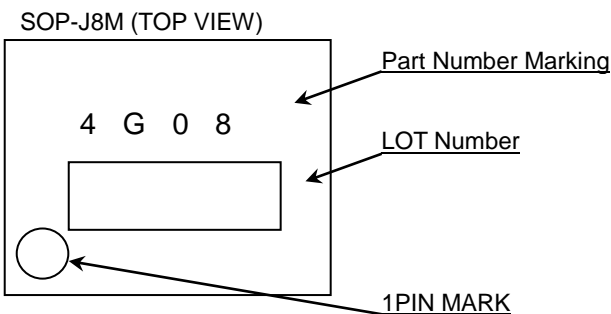 SOP-J8M (TOP VIEW)
Part Number Marking
4 G 0 8
LOT Number
1PIN MARK